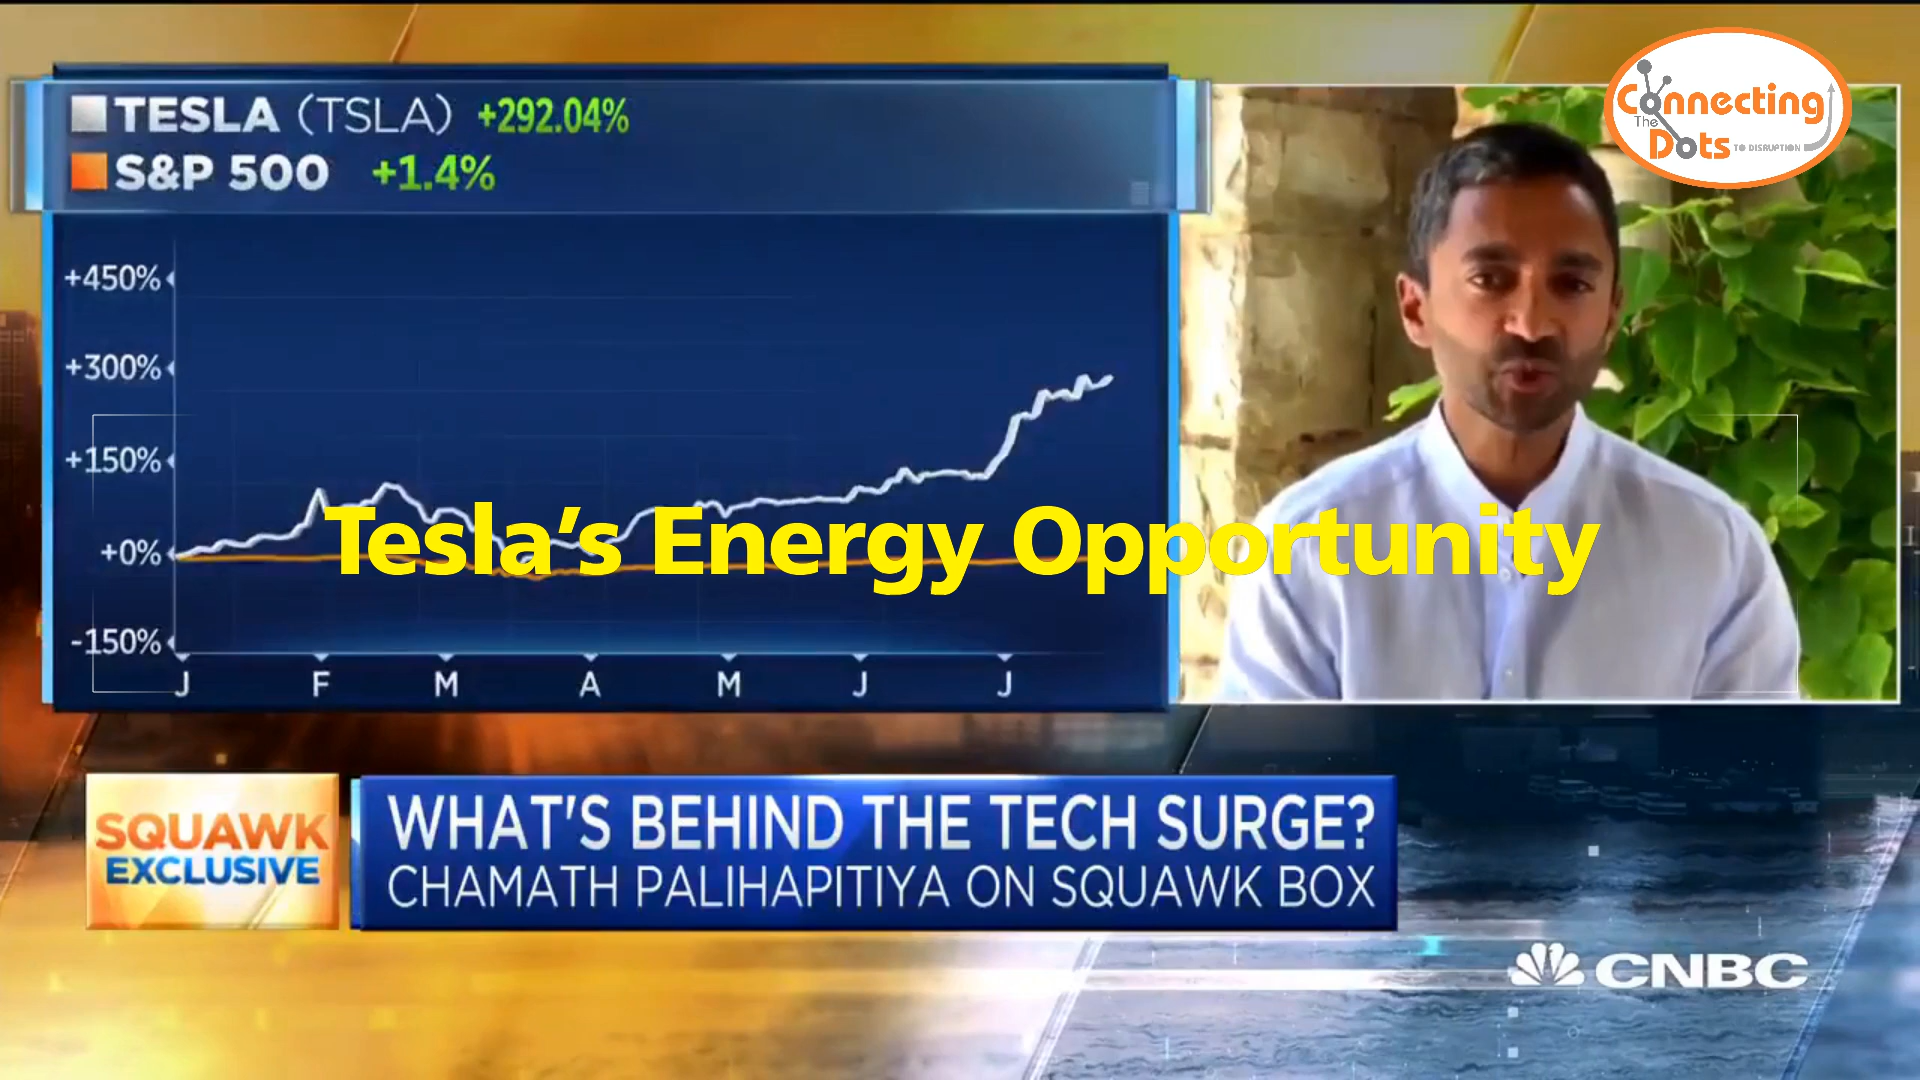 TESLA (TSLA) +292.04%
S&P 500 +1.4%
Connecting
The
Dots TO DISRUPTION
+450%
+300%
+150%
+0%
-150%
J F M A M J J
Tesla’s Energy Opportunity
SQUAWK
EXCLUSIVE
WHAT'S BEHIND THE TECH SURGE?
CHAMATH PALIHAPITIYA ON SQUAWK BOX
CNBC